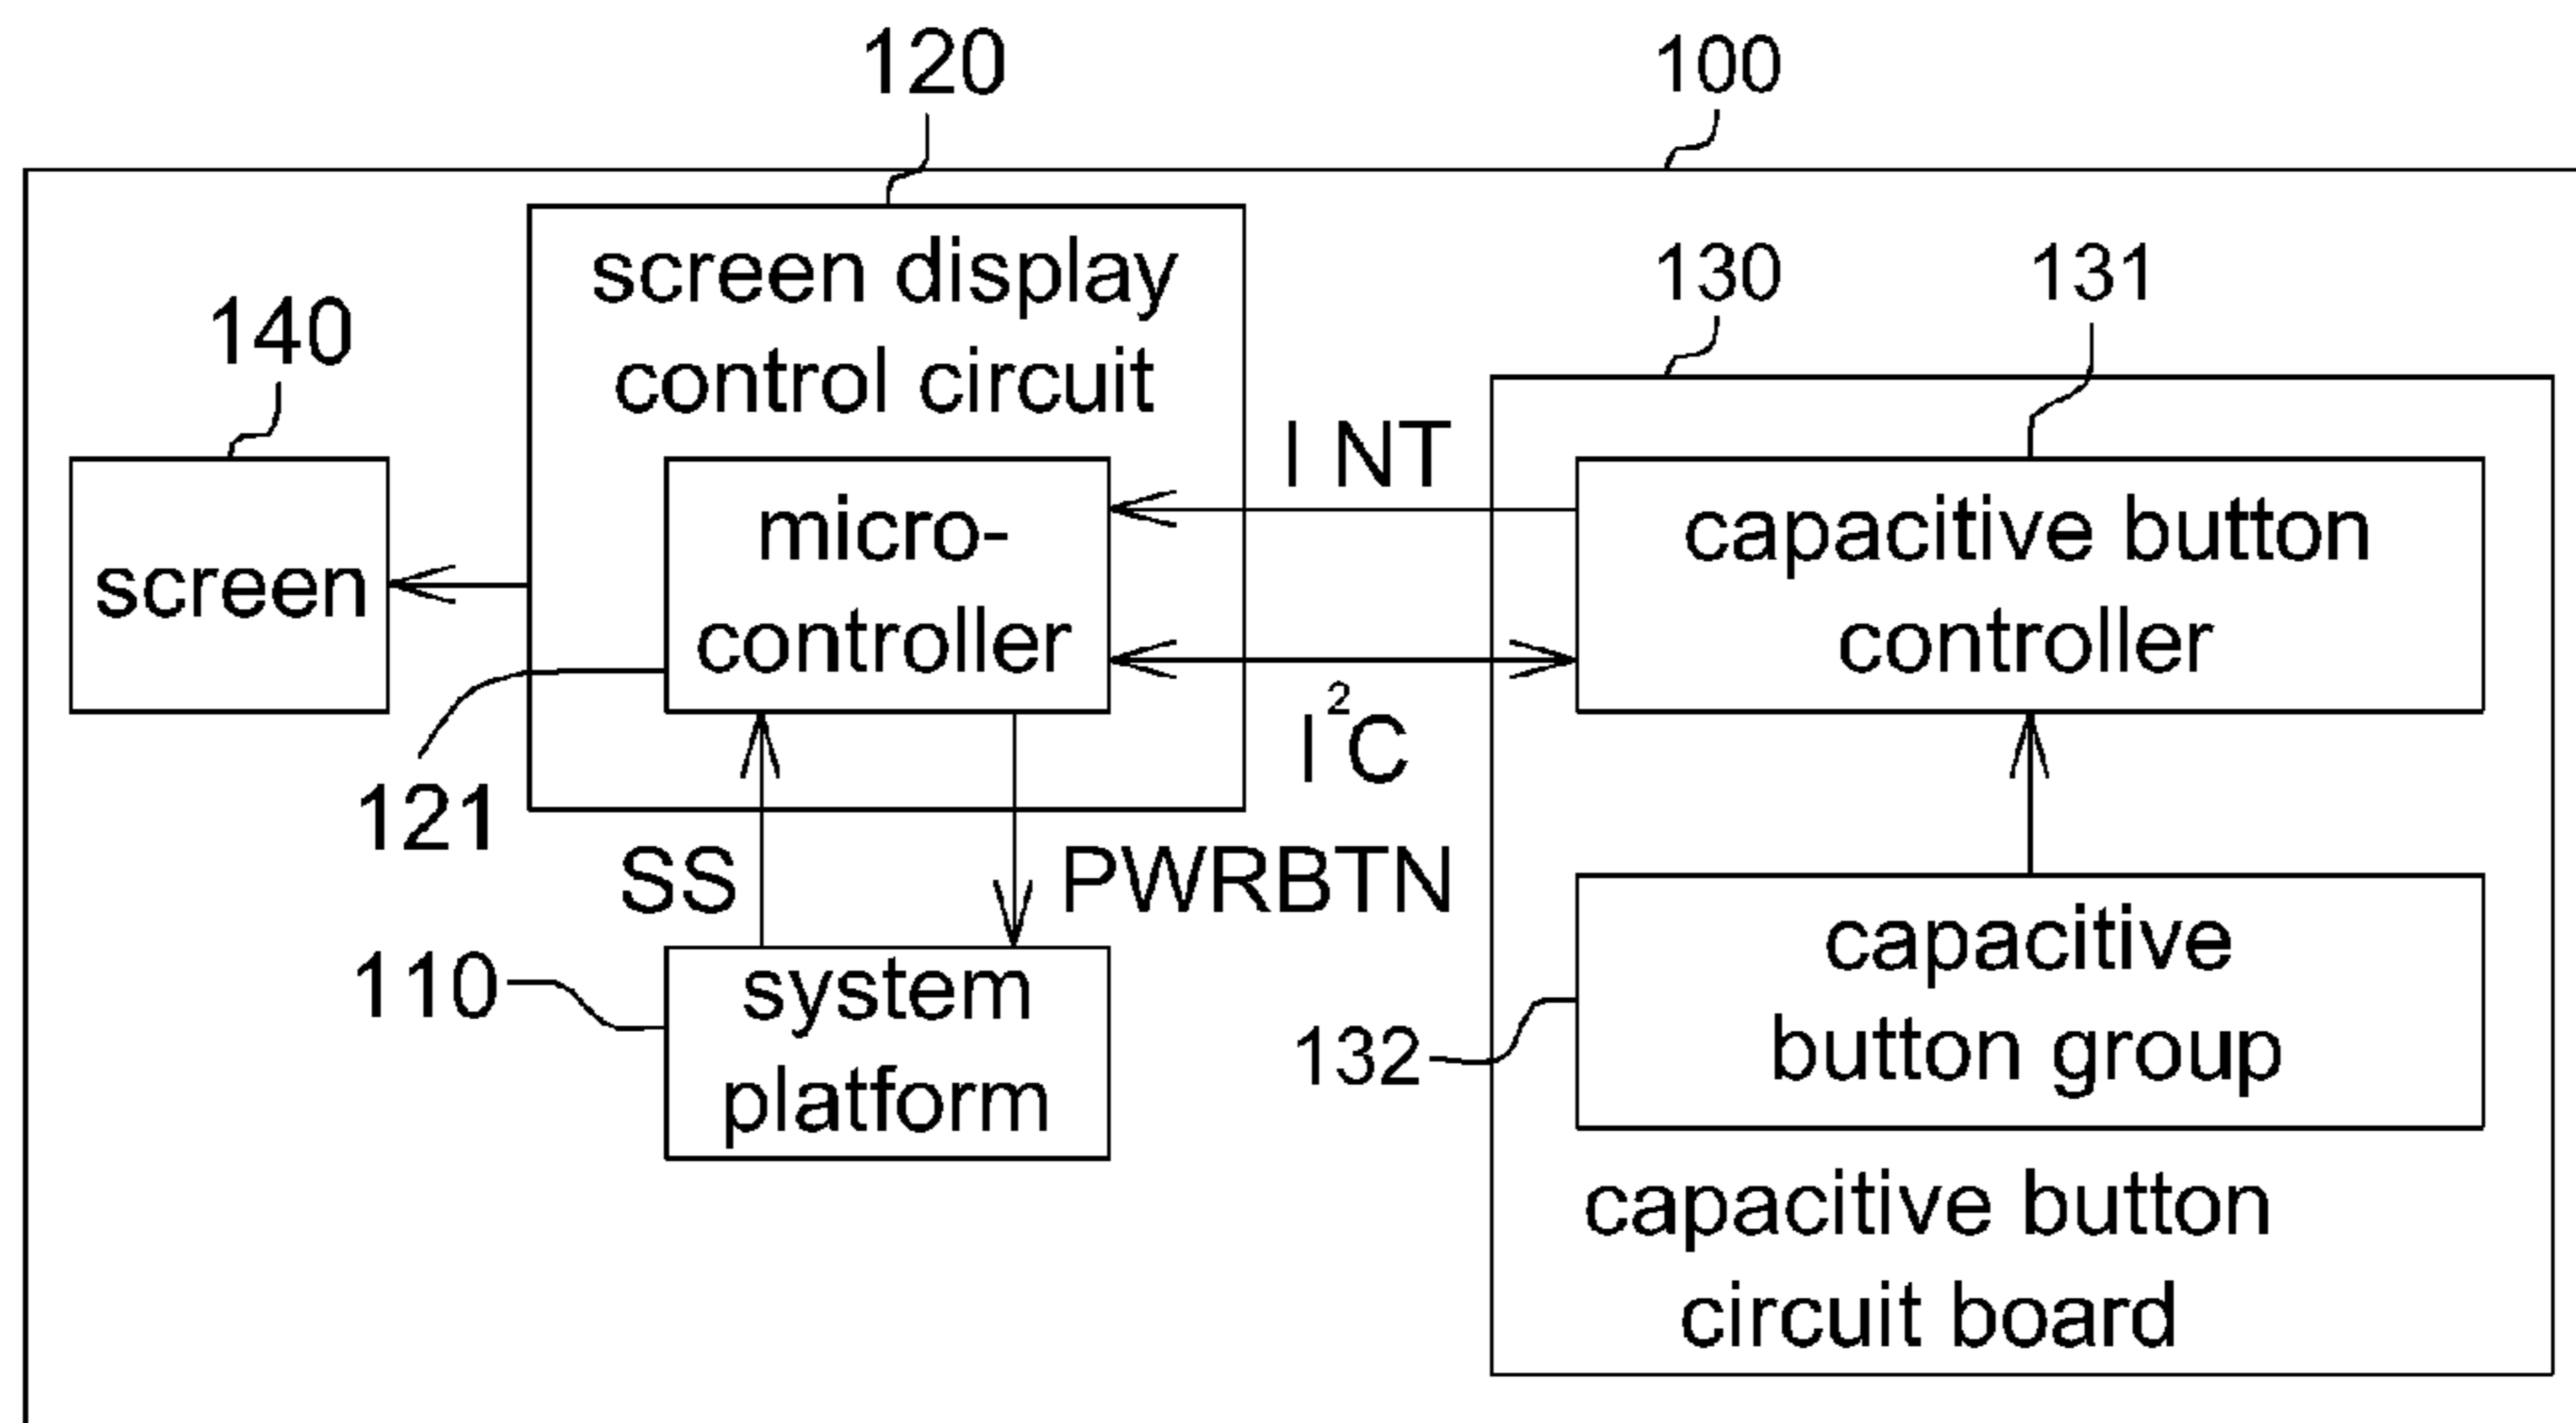 120
100
screen display
control circuit
130
131
140
I NT
micro-
controller
capacitive button
controller
screen
I²C
121
SS
PWRBTN
110
system
platform
capacitive
button group
132
capacitive button
circuit board